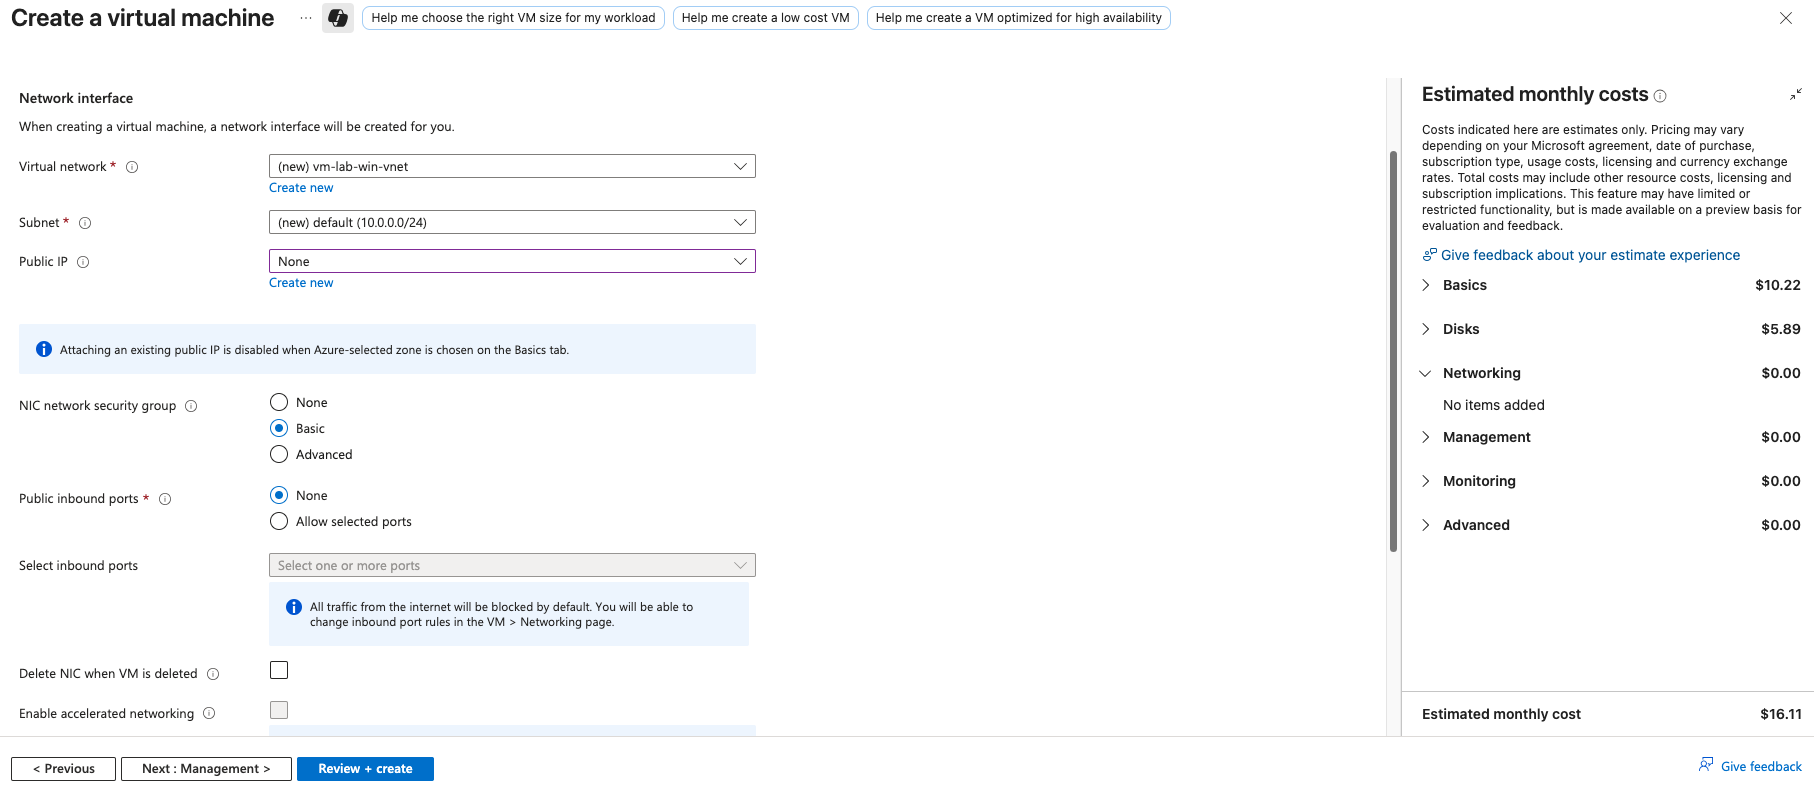 Create a virtual machine
...
Help me choose the right VM size for my workload
Help me create a low cost VM
Help me create a VM optimized for high availability
Network interface
When creating a virtual machine, a network interface will be created for you.
Virtual network *
(new) vm-lab-win-vnet
Create new
Subnet *
(new) default (10.0.0.0/24)
Public IP
None
Create new
Attaching an existing public IP is disabled when Azure-selected zone is chosen on the Basics tab.
NIC network security group
None
Basic
Advanced
Public inbound ports *
None
Allow selected ports
Select inbound ports
Select one or more ports
All traffic from the internet will be blocked by default. You will be able to
change inbound port rules in the VM > Networking page.
Delete NIC when VM is deleted
Enable accelerated networking
< Previous
Next : Management >
Review + create
Estimated monthly costs
Costs indicated here are estimates only. Pricing may vary
depending on your Microsoft agreement, date of purchase,
subscription type, usage costs, licensing and currency exchange
rates. Total costs may include other resource costs, licensing and
subscription implications. This feature may have limited or
restricted functionality, but is made available on a preview basis for
evaluation and feedback.
Give feedback about your estimate experience
Basics $10.22
Disks $5.89
Networking $0.00
No items added
Management $0.00
Monitoring $0.00
Advanced $0.00
Estimated monthly cost $16.11
Give feedback